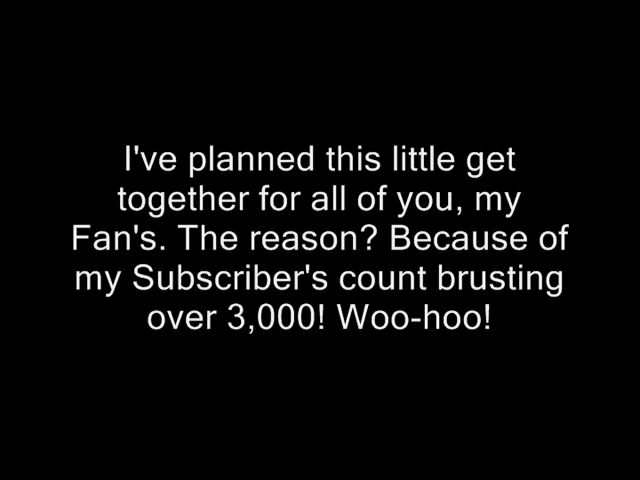 I've planned this little get
together for all of you, my
Fan's. The reason? Because of
my Subscriber's count brusting
over 3,000! Woo-hoo!